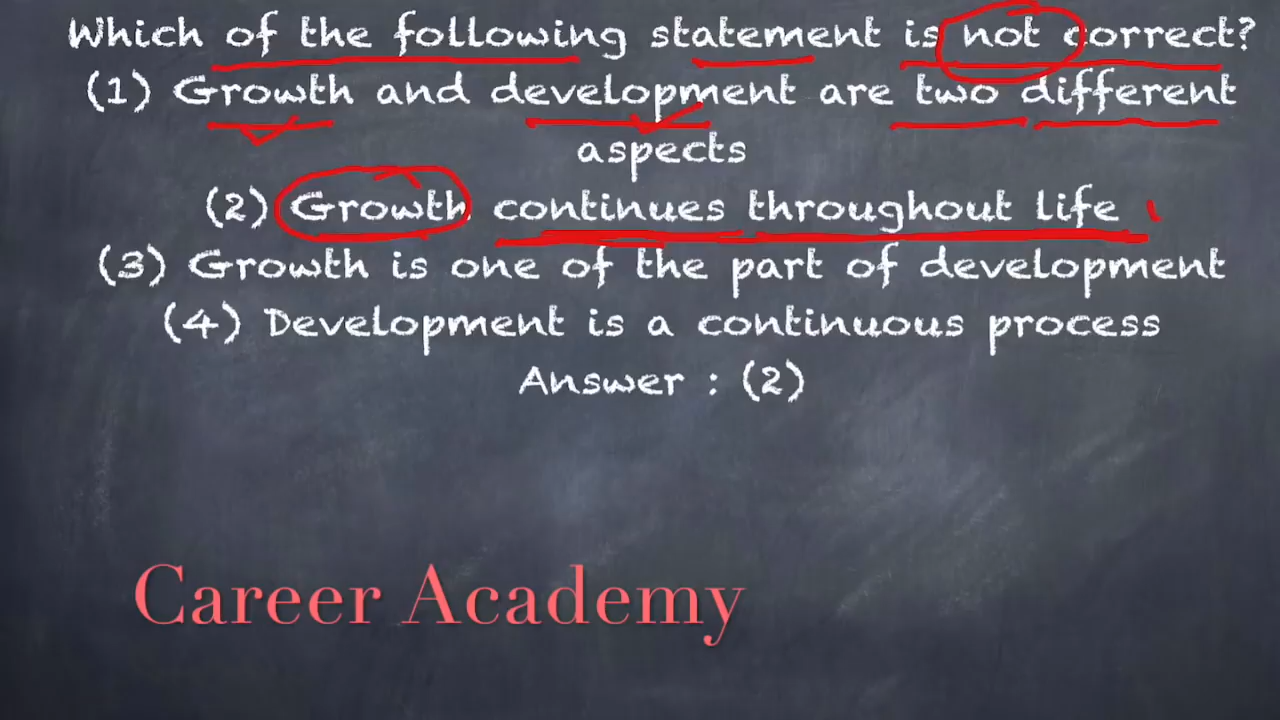 Which of the following statement is not correct?
(1) Growth and development are two different
aspects
(2) Growth continues throughout life
(3) Growth is one of the part of development
(4) Development is a continuous process
Answer : (2)
Career Academy